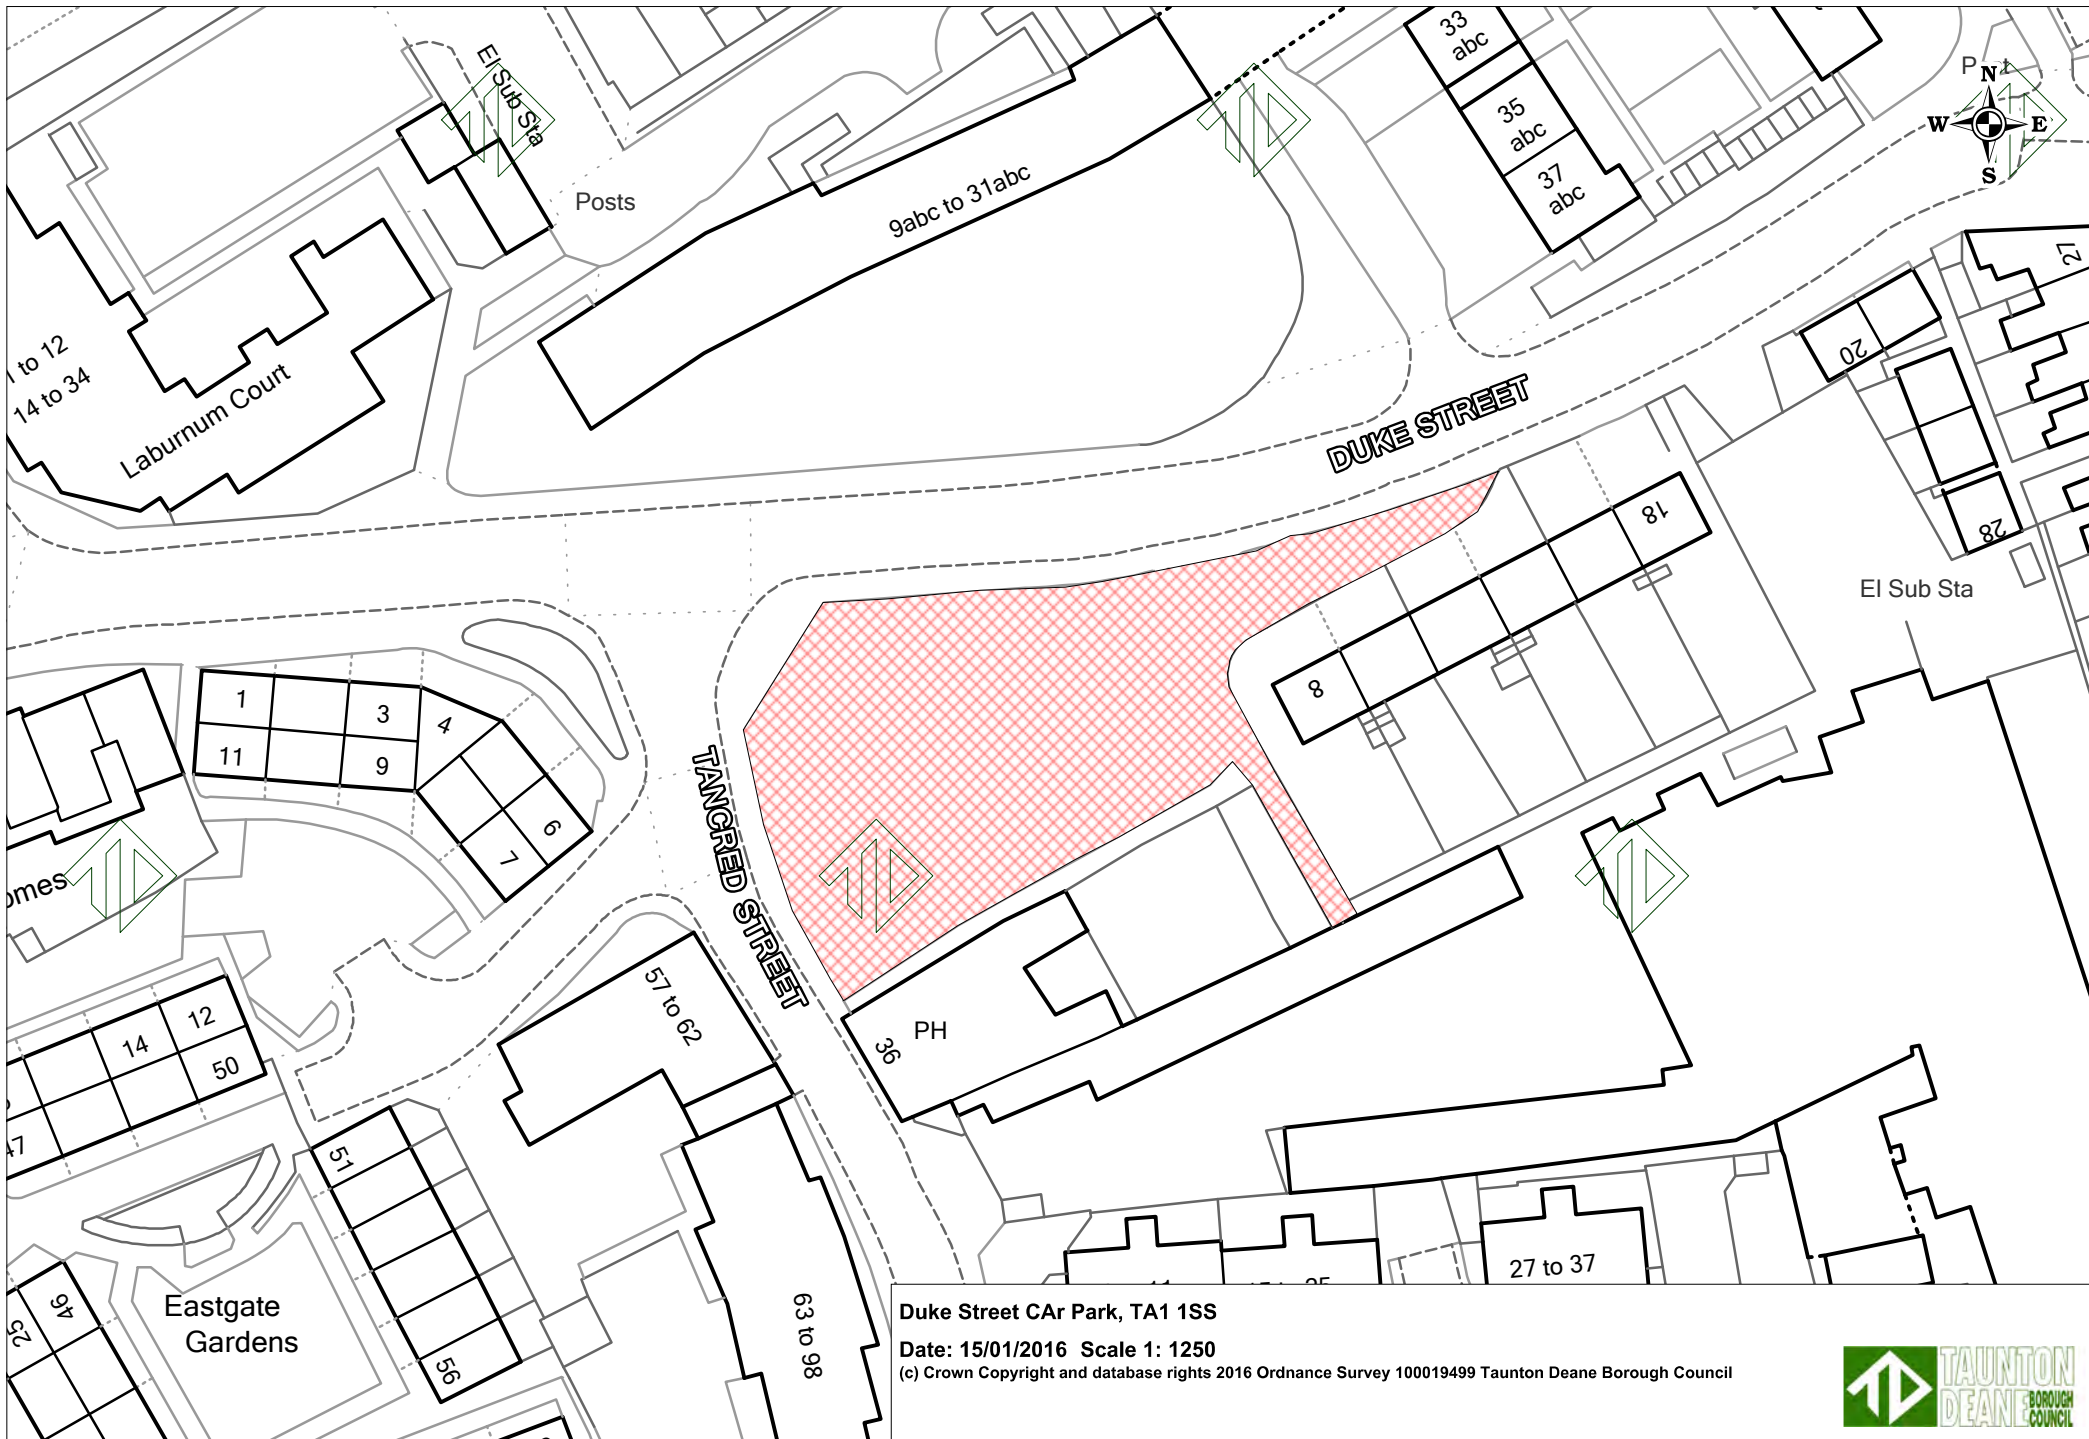 El Sub Sta
Posts
9abc to 31abc
33
abc
35
abc
37
abc
N
W
E
S
27
20
28
1 to 12
14 to 34
Laburnum Court
DUKE STREET
18
8
El Sub Sta
1
3
4
11
9
6
7
TANCRED STREET
omes
57 to 62
PH
36
12
14
50
47
51
56
46
25
Eastgate
Gardens
63 to 98
27 to 37
Duke Street CAr Park, TA1 1SS
Date: 15/01/2016 Scale 1: 1250
(c) Crown Copyright and database rights 2016 Ordnance Survey 100019499 Taunton Deane Borough Council
TD
TAUNTON
DEANE BOROUGH
COUNCIL